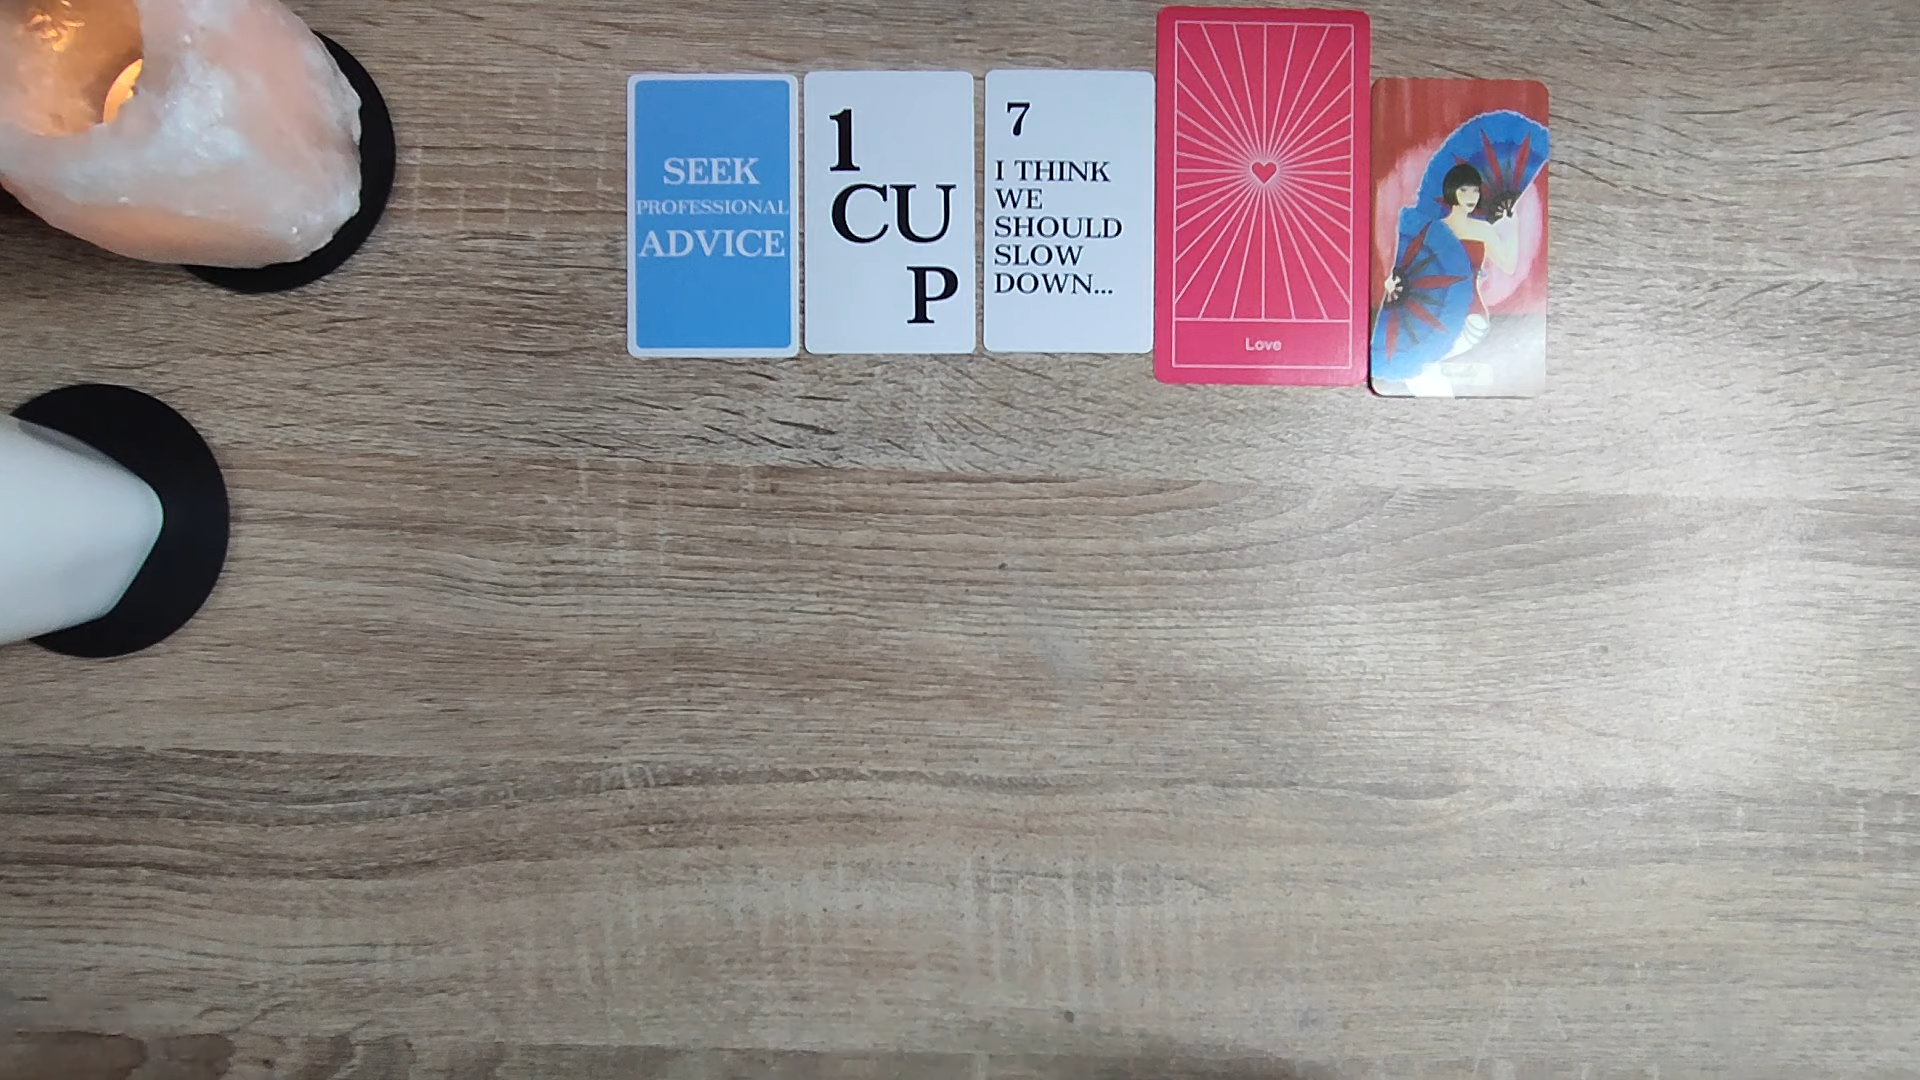 SEEK
PROFESSIONAL
ADVICE
1
CU
P
7
I THINK
WE
SHOULD
SLOW
DOWN...
Love